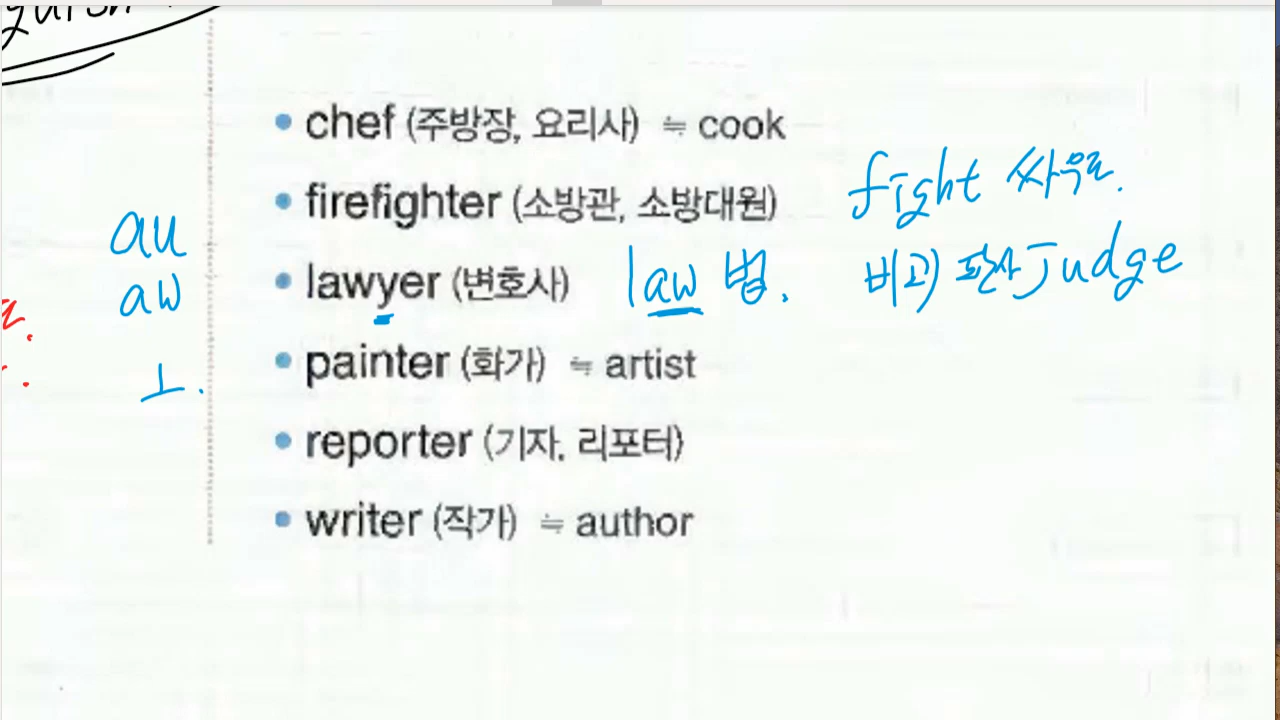 • chef (주방장, 요리사) ≒ cook
• firefighter (소방관, 소방대원)
fight 싸우
au
• lawyer (변호사)
law 법.
비교 판사 Judge
aw
• painter (화가) ≒ artist
ㅗ.
• reporter (기자, 리포터)
• writer (작가) ≒ author